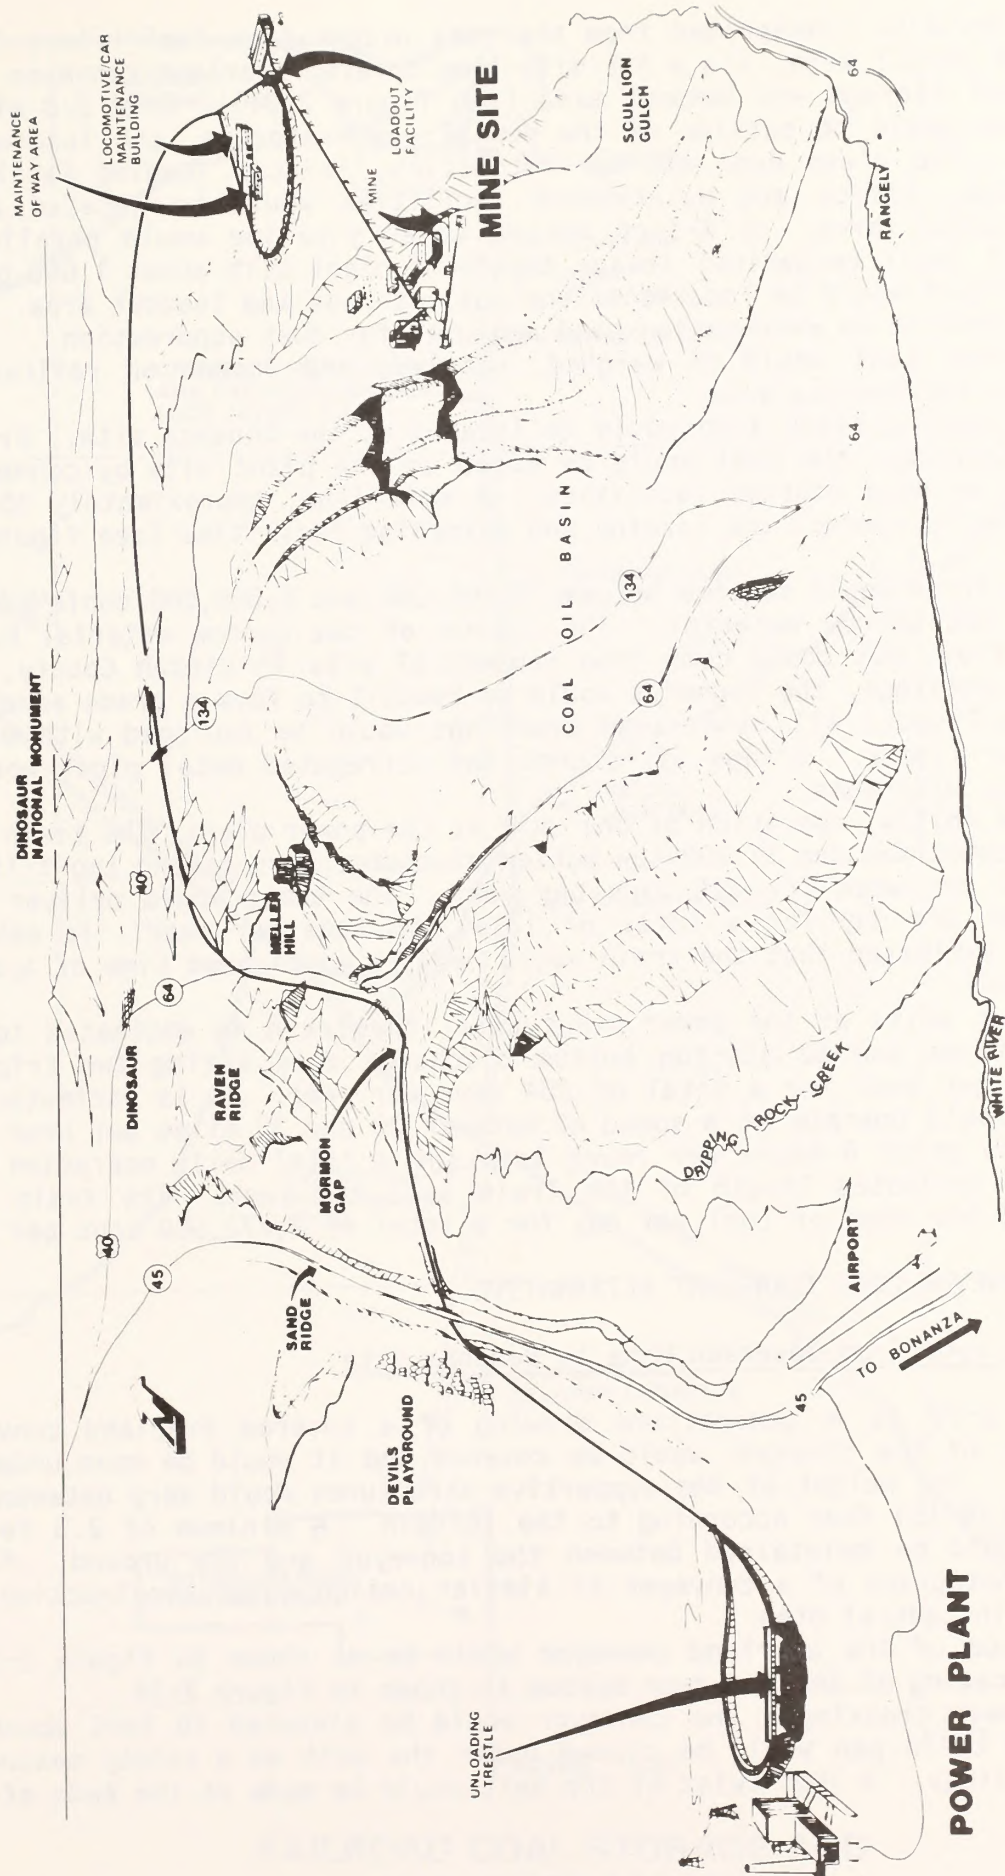 DINOSAUR
NATIONAL MONUMENT
MAINTENANCE
OF WAY AREA
LOCOMOTIVE/CAR
MAINTENANCE
BUILDING
40
DINOSAUR
40
45
N
64
134
RAVEN
RIDGE
MELLEN
HILL
SAND
RIDGE
MORMON
GAP
MINE
DEVILS
PLAYGROUND
LOADOUT
FACILITY
UNLOADING
TRESTLE
MINE SITE
COAL OIL BASIN
134
SCULLION
GULCH
64
DRIPPING ROCK CREEK
45
AIRPORT
64
64
TO BONANZA
RANGELY
POWER PLANT
WHITE RIVER